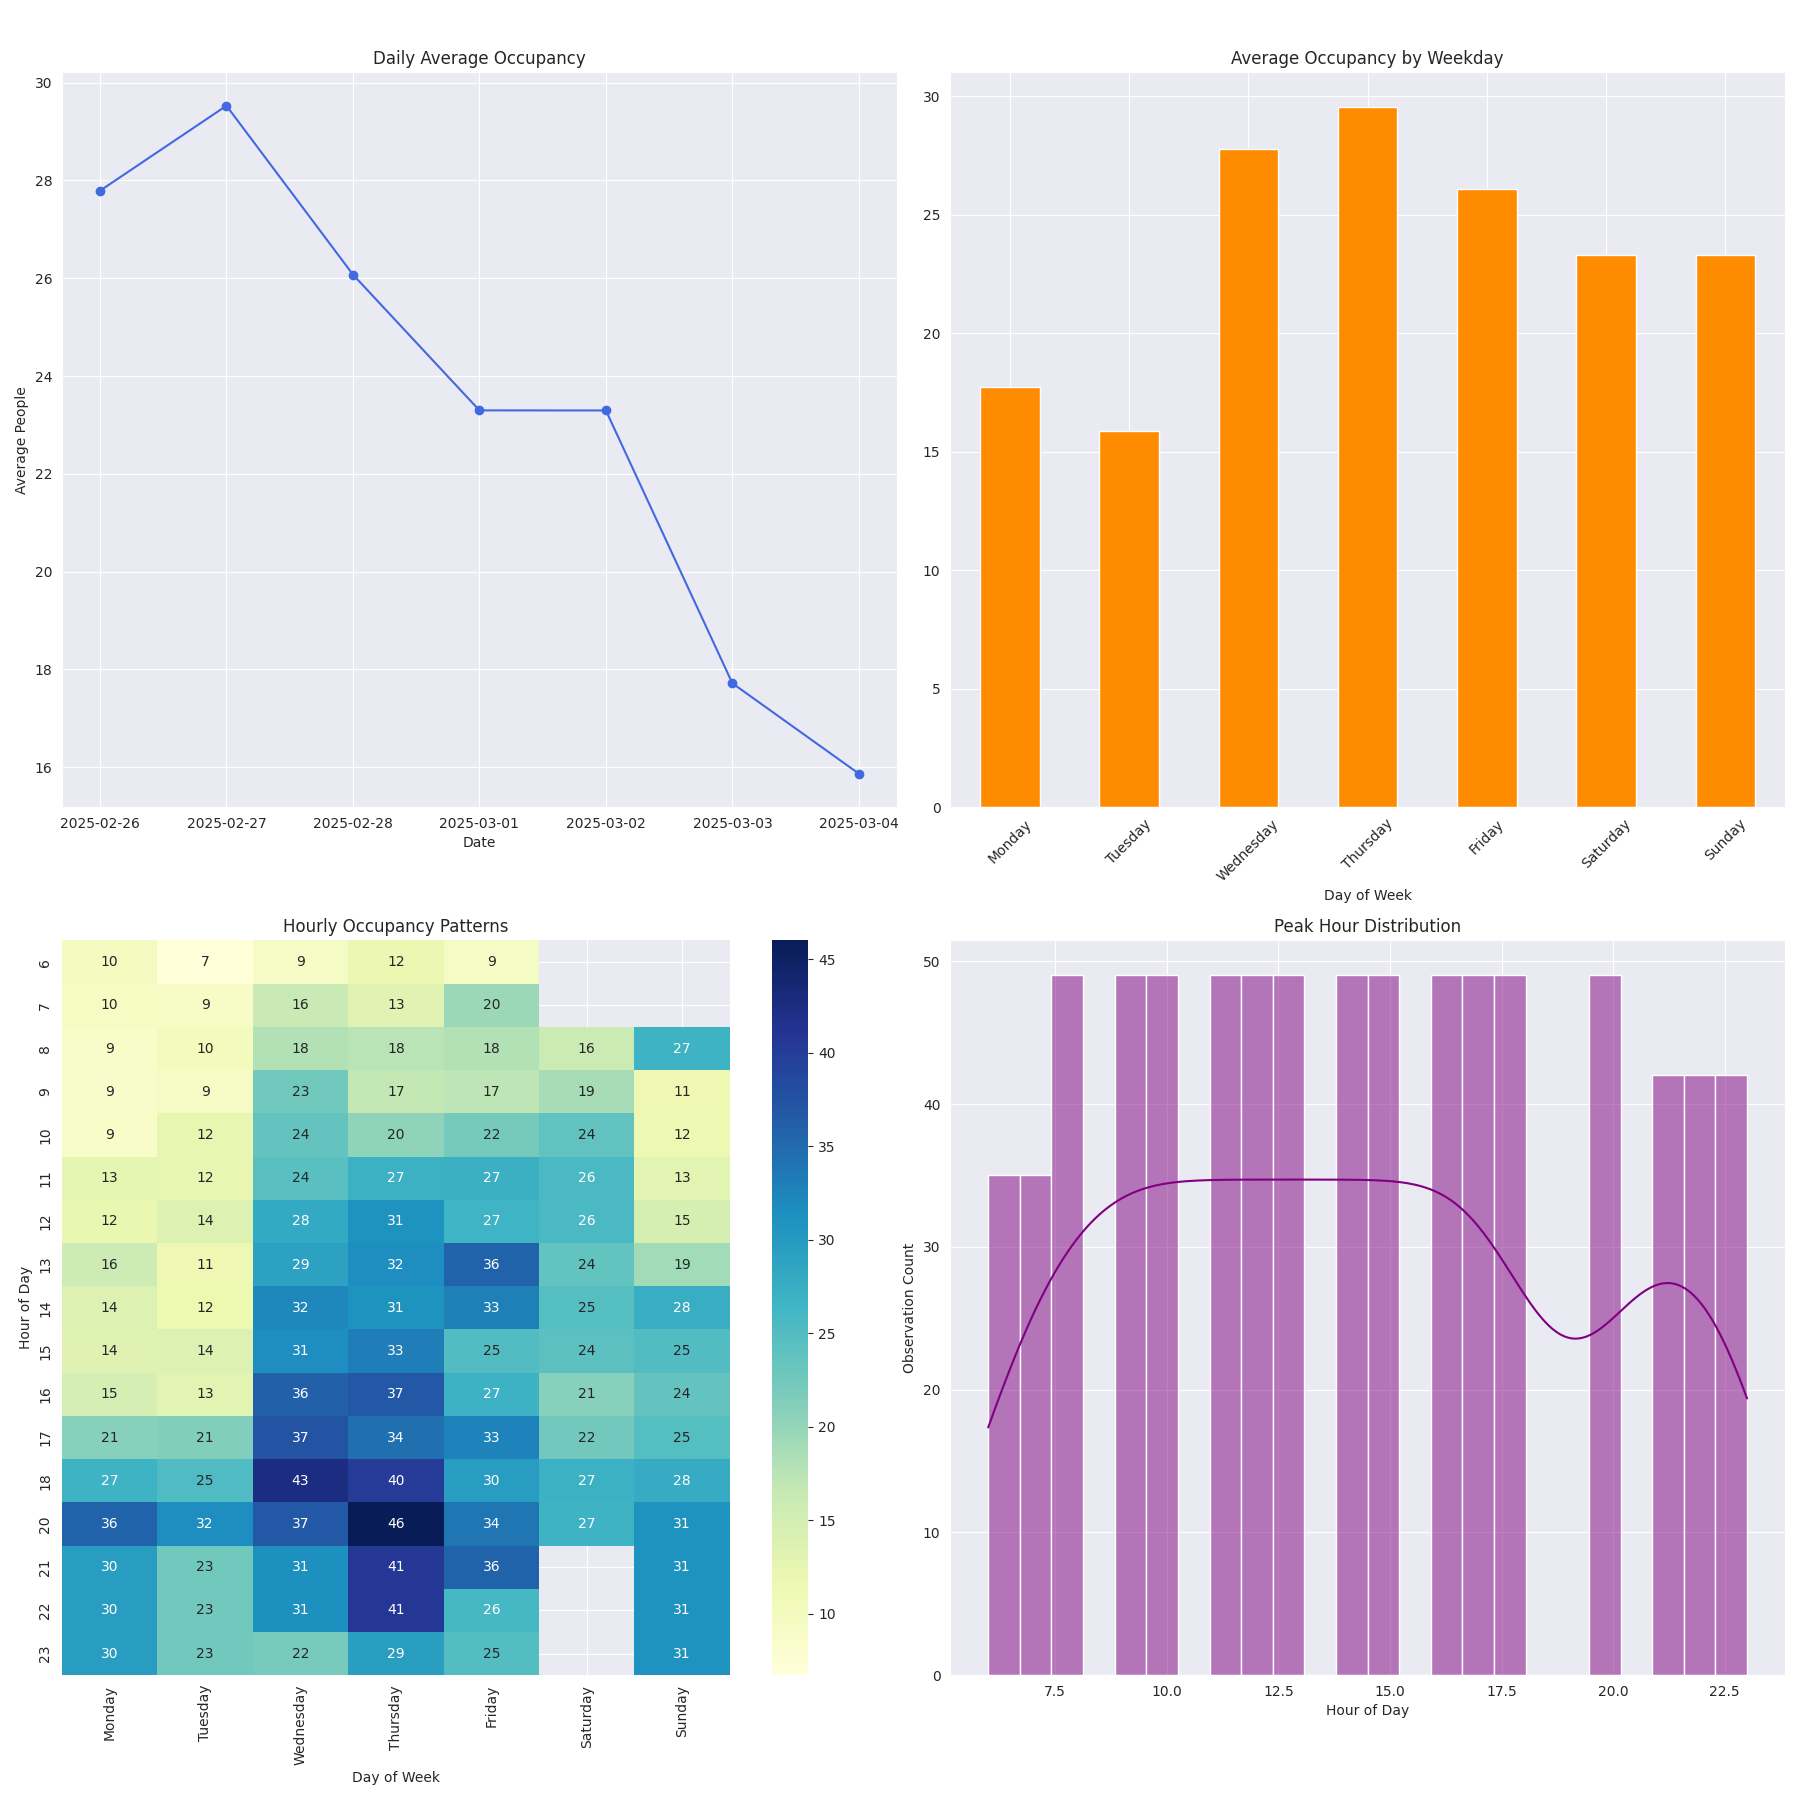 Daily Average Occupancy
30
28
26
24
22
20
18
16
Average People
2025-02-26 2025-02-27 2025-02-28 2025-03-01 2025-03-02 2025-03-03 2025-03-04
Date
Average Occupancy by Weekday
30
25
20
15
10
5
0
Monday Tuesday Wednesday Thursday Friday Saturday Sunday
Day of Week
Hourly Occupancy Patterns
Hour of Day
6 10 7 9 12 9
7 10 9 16 13 20
8 9 10 18 18 18 16 27
9 9 9 23 17 17 19 11
10 9 12 24 20 22 24 12
11 13 12 24 27 27 26 13
12 12 14 28 31 27 26 15
13 16 11 29 32 36 24 19
14 14 12 32 31 33 25 28
15 14 14 31 33 25 24 25
16 15 13 36 37 27 21 24
17 21 21 37 34 33 22 25
18 27 25 43 40 30 27 28
20 36 32 37 46 34 27 31
21 30 23 31 41 36 31
22 30 23 31 41 26 31
23 30 23 22 29 25 31
Monday Tuesday Wednesday Thursday Friday Saturday Sunday
Day of Week
45
40
35
30
25
20
15
10
Peak Hour Distribution
50
40
30
20
10
0
Observation Count
7.5 10.0 12.5 15.0 17.5 20.0 22.5
Hour of Day